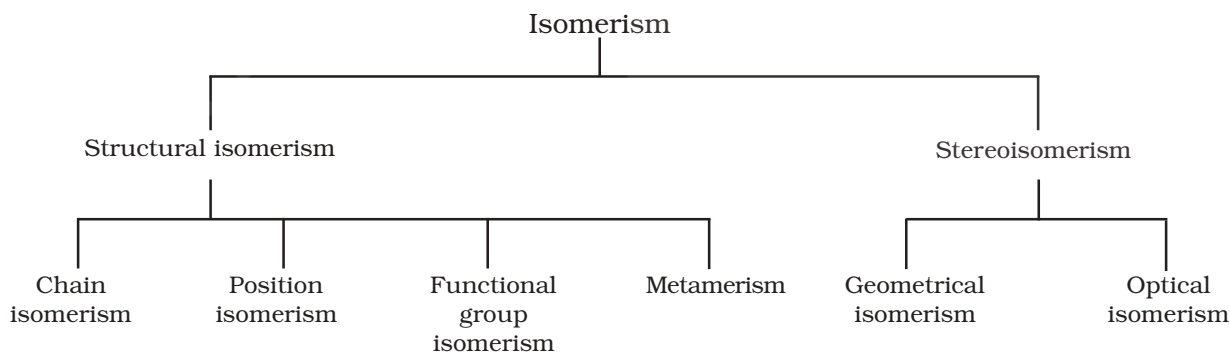 Isomerism
Structural isomerism
Stereoisomerism
Chain
isomerism
Position
isomerism
Functional
group
isomerism
Metamerism
Geometrical
isomerism
Optical
isomerism